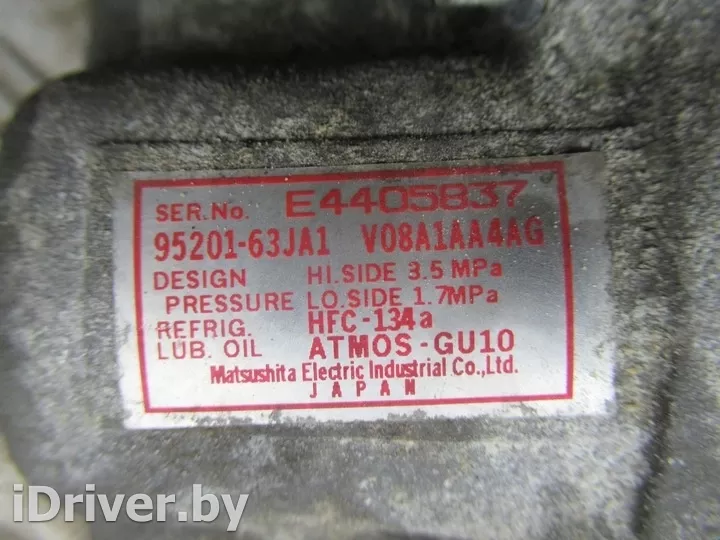 SER.No. E4405837
95201-63JA1 V08A1AA4AG
DESIGN HI.SIDE 3.5 MPa
PRESSURE LO.SIDE 1.7MPa
REFRIG. HFC-134a
LUB. OIL ATMOS-GU10
Matsushita Electric Industrial Co.,Ltd.
JAPAN
iDriver.by